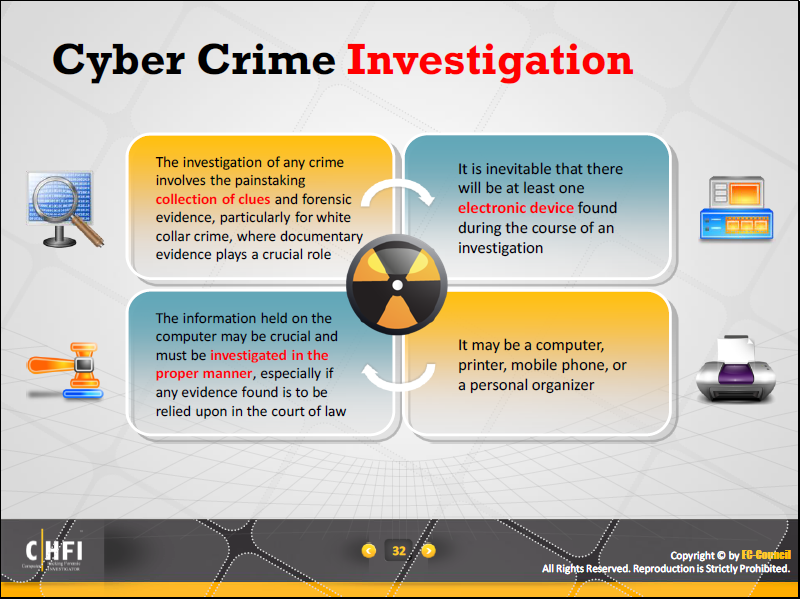 Cyber Crime Investigation
The investigation of any crime
involves the painstaking
collection of clues and forensic
evidence, particularly for white
collar crime, where documentary
evidence plays a crucial role
It is inevitable that there
will be at least one
electronic device found
during the course of an
investigation
The information held on the
computer may be crucial and
must be investigated in the
proper manner, especially if
any evidence found is to be
relied upon in the court of law
It may be a computer,
printer, mobile phone, or
a personal organizer
CHFI
INVESTIGATOR
32
Copyright © by EC-Council
All Rights Reserved. Reproduction is Strictly Prohibited.